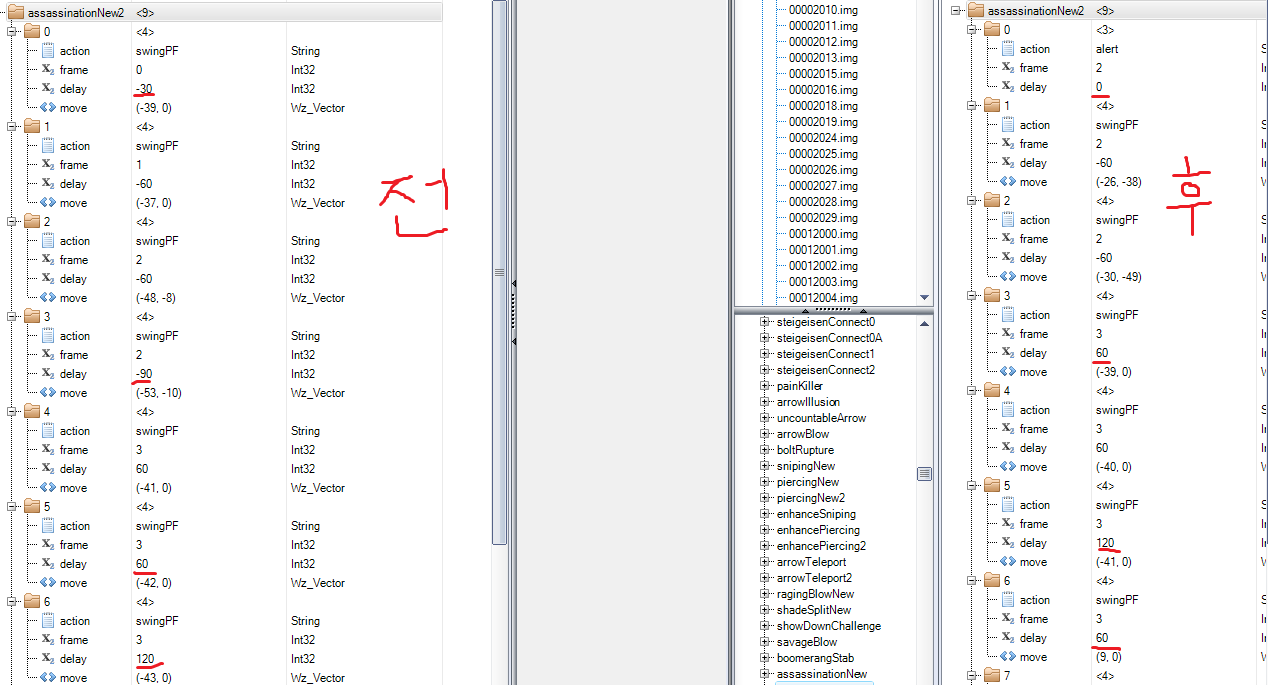 assassinationNew2 <9>
0 <4>
action swingPF String
frame 0 Int32
delay -30 Int32
move (-39, 0) Wz_Vector
1 <4>
action swingPF String
frame 1 Int32
delay -60 Int32
move (-37, 0) Wz_Vector
2 <4>
action swingPF String
frame 2 Int32
delay -60 Int32
move (-48, -8) Wz_Vector
3 <4>
action swingPF String
frame 2 Int32
delay -90 Int32
move (-53, -10) Wz_Vector
4 <4>
action swingPF String
frame 3 Int32
delay 60 Int32
move (-41, 0) Wz_Vector
5 <4>
action swingPF String
frame 3 Int32
delay 60 Int32
move (-42, 0) Wz_Vector
6 <4>
action swingPF String
frame 3 Int32
delay 120 Int32
move (-43, 0) Wz_Vector
전
00002010.img
00002011.img
00002012.img
00002013.img
00002015.img
00002016.img
00002018.img
00002019.img
00002024.img
00002025.img
00002026.img
00002027.img
00002028.img
00002029.img
00012000.img
00012001.img
00012002.img
00012003.img
00012004.img
steigeisenConnect0
steigeisenConnect0A
steigeisenConnect1
steigeisenConnect2
painKiller
arrowIllusion
uncountableArrow
arrowBlow
boltRupture
snipingNew
piercingNew
piercingNew2
enhanceSniping
enhancePiercing
enhancePiercing2
arrowTeleport
arrowTeleport2
ragingBlowNew
shadeSplitNew
showDownChallenge
savageBlow
boomerangStab
assassinationNew
assassinationNew2 <9>
0 <3>
action alert
frame 2
delay 0
1 <4>
action swingPF
frame 2
delay -60
move (-26, -38)
2 <4>
action swingPF
frame 2
delay -60
move (-30, -49)
3 <4>
action swingPF
frame 3
delay 60
move (-39, 0)
4 <4>
action swingPF
frame 3
delay 60
move (-40, 0)
5 <4>
action swingPF
frame 3
delay 120
move (-41, 0)
6 <4>
action swingPF
frame 3
delay 60
move (9, 0)
7 <4>
후